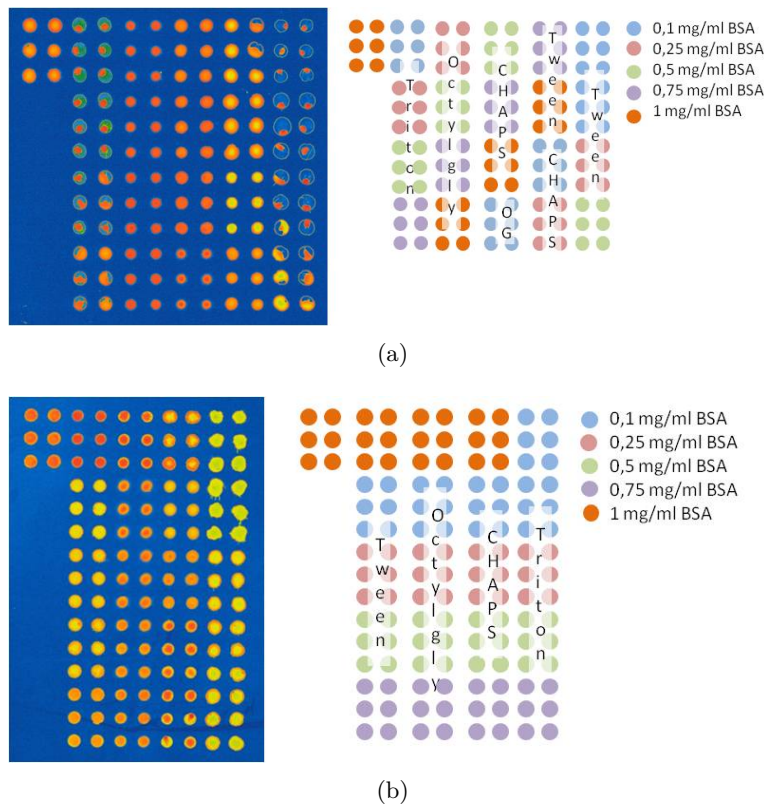 0,1 mg/ml BSA
0,25 mg/ml BSA
0,5 mg/ml BSA
0,75 mg/ml BSA
1 mg/ml BSA
Triton
Octylgly
CHAPS
OG
Tween
CHAPS
Tween
(a)
0,1 mg/ml BSA
0,25 mg/ml BSA
0,5 mg/ml BSA
0,75 mg/ml BSA
1 mg/ml BSA
Tween
Octylgly
CHAPS
Triton
(b)